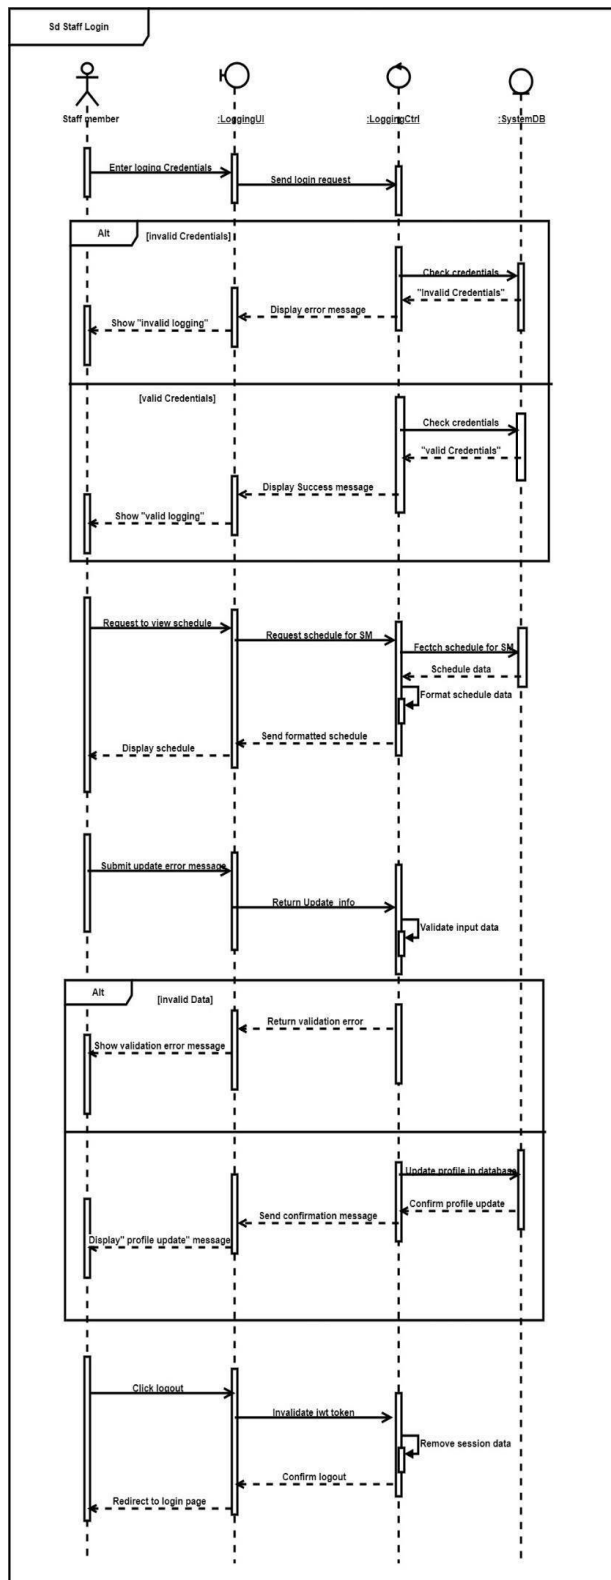 Sd Staff Login
Staff member
:LoggingUI
:LoggingCtrl
:SystemDB
Enter loging Credentials
Send login request
Alt
[invalid Credentials]
Check credentials
"Invalid Credentials"
Display error message
Show "invalid logging"
[valid Credentials]
Check credentials
"valid Credentials"
Display Success message
Show "valid logging"
Request to view schedule
Request schedule for SM
Fectch schedule for SM
Schedule data
Format schedule data
Send formatted schedule
Display schedule
Submit update error message
Return Update_info
Validate input data
Alt
[invalid Data]
Return validation error
Show validation error message
Update profile in database
Confirm profile update
Send confirmation message
Display" profile update" message
Click logout
Invalidate jwt token
Remove session data
Confirm logout
Redirect to login page